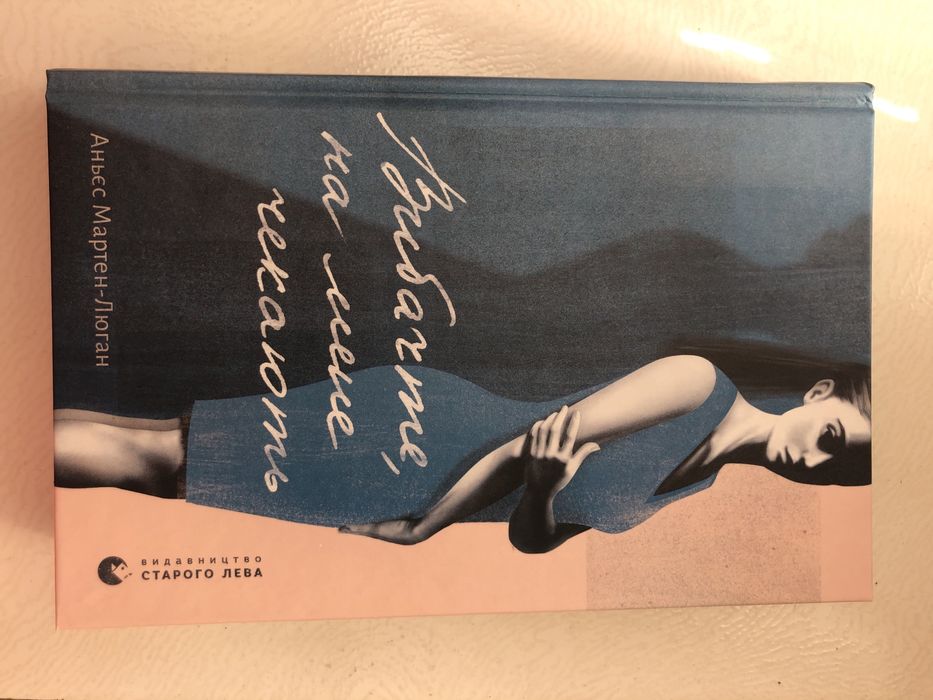 Вибачте,
на мене
чекають
Аньєс Мартен-Люган
видавництво
СТАРОГО ЛЕВА